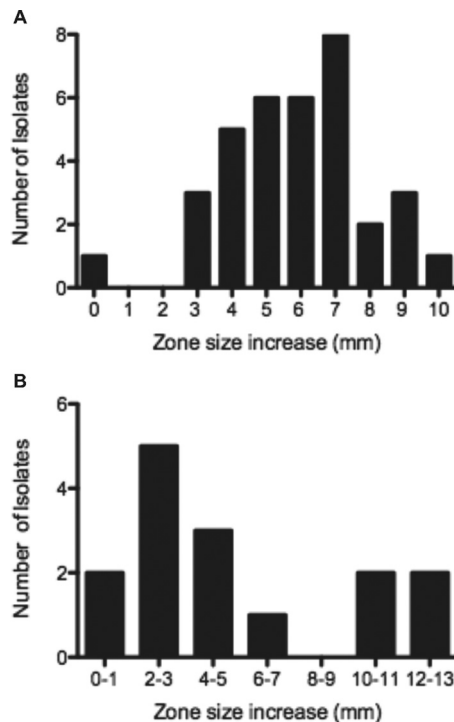 A
Number of Isolates
8
6
4
2
0
0 1 2 3 4 5 6 7 8 9 10
Zone size increase (mm)
B
Number of Isolates
6
4
2
0
0-1 2-3 4-5 6-7 8-9 10-11 12-13
Zone size increase (mm)